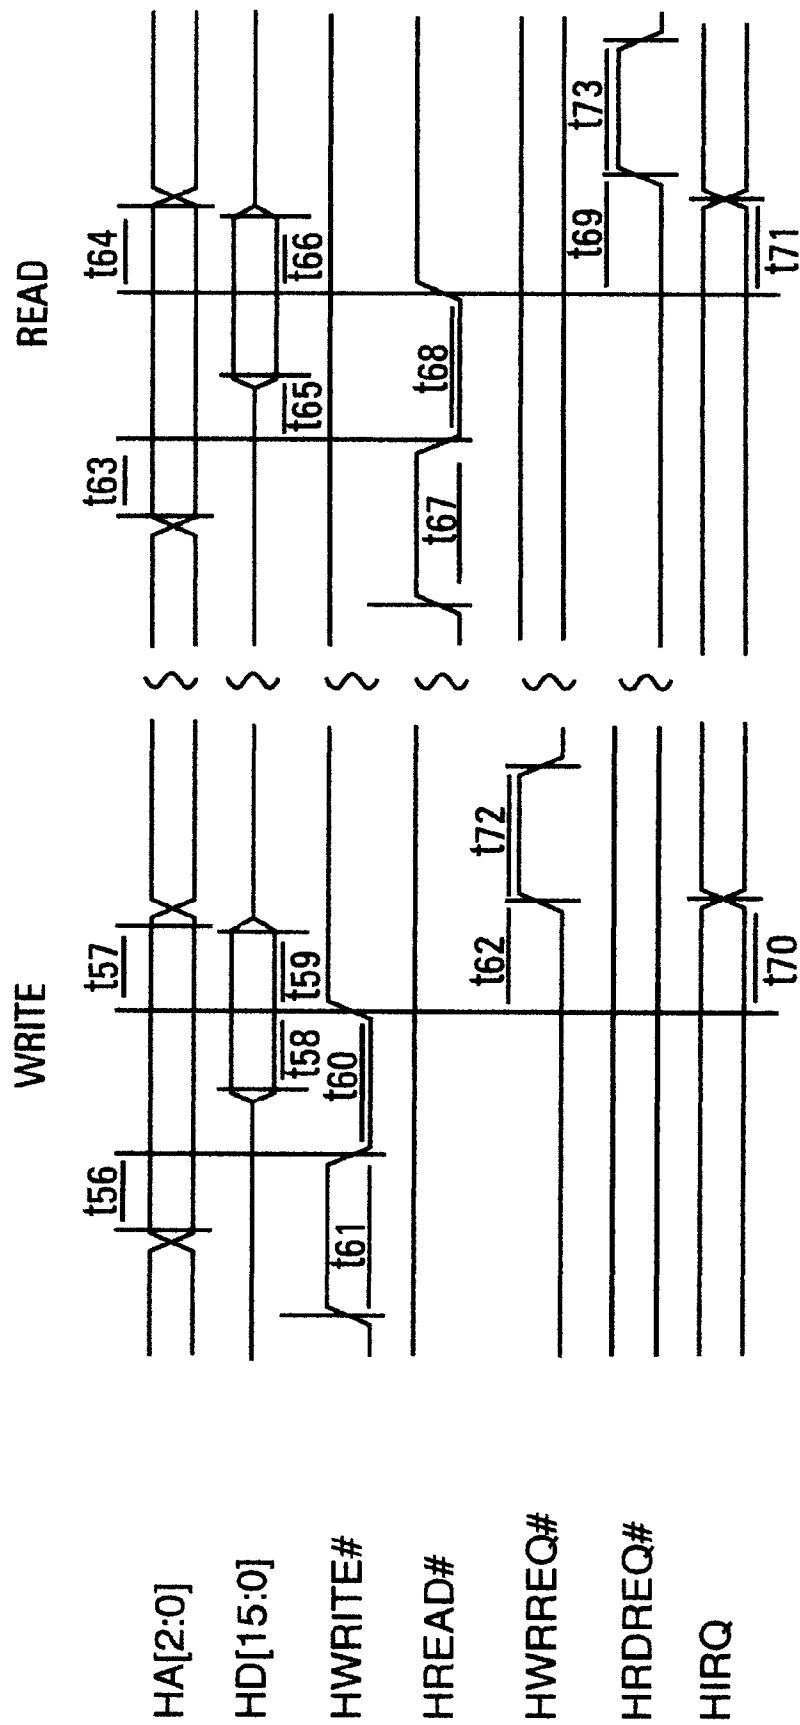 WRITE
READ
HA[2:0]
t56
t57
t63
t64
HD[15:0]
t58
t59
t65
t66
HWRITE#
t61
t60
HREAD#
t67
t68
HWRREQ#
t62
t72
HRDREQ#
t69
t73
HIRQ
t70
t71